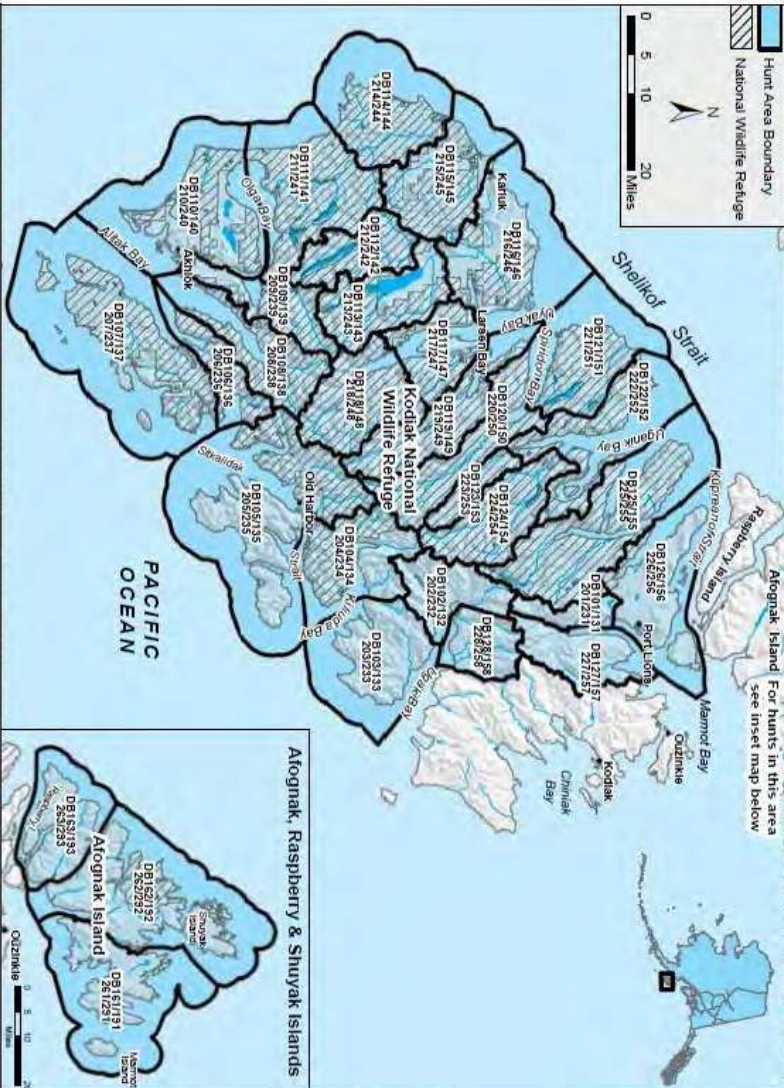 Hunt Area Boundary
National Wildlife Refuge
N
0 5 10 20
Miles
Afognak Island
For hunts in this area
see inset map below
Raspberry Island
Kupreanof Strait
Shelikof Strait
Marmot Bay
Ouzinkie
Kodiak
Chiniak
Bay
Port Lions
DB126/156
226/256
DB101/131
201/231
DB127/157
227/257
DB128/158
228/258
DB125/155
225/255
DB122/152
222/252
Uganik Bay
DB121/151
221/251
Spiridon Bay
Uyak Bay
DB120/150
220/250
DB124/154
224/254
DB123/153
223/253
DB119/149
219/249
DB117/147
217/247
Larsen Bay
Kodiak National
Wildlife Refuge
DB102/132
202/232
DB103/133
203/233
Ugak Bay
Kiliuda Bay
DB104/134
204/234
Old Harbor
Sitkalidak
Strait
DB105/135
205/235
DB118/148
218/248
DB116/146
216/246
Karluk
DB115/145
215/245
DB114/144
214/244
DB112/142
212/242
DB113/143
213/243
DB111/141
211/241
Olga Bay
DB110/140
210/240
DB109/139
209/239
DB108/138
208/238
Akhiok
Alitak Bay
DB106/136
206/236
DB107/137
207/237
PACIFIC
OCEAN
Afognak, Raspberry & Shuyak Islands
Shuyak
Island
DB162/192
262/292
Afognak Island
DB163/193
263/293
Raspberry I
DB161/191
261/291
Marmot
Island
Ouzinkie
0 5 10
Miles